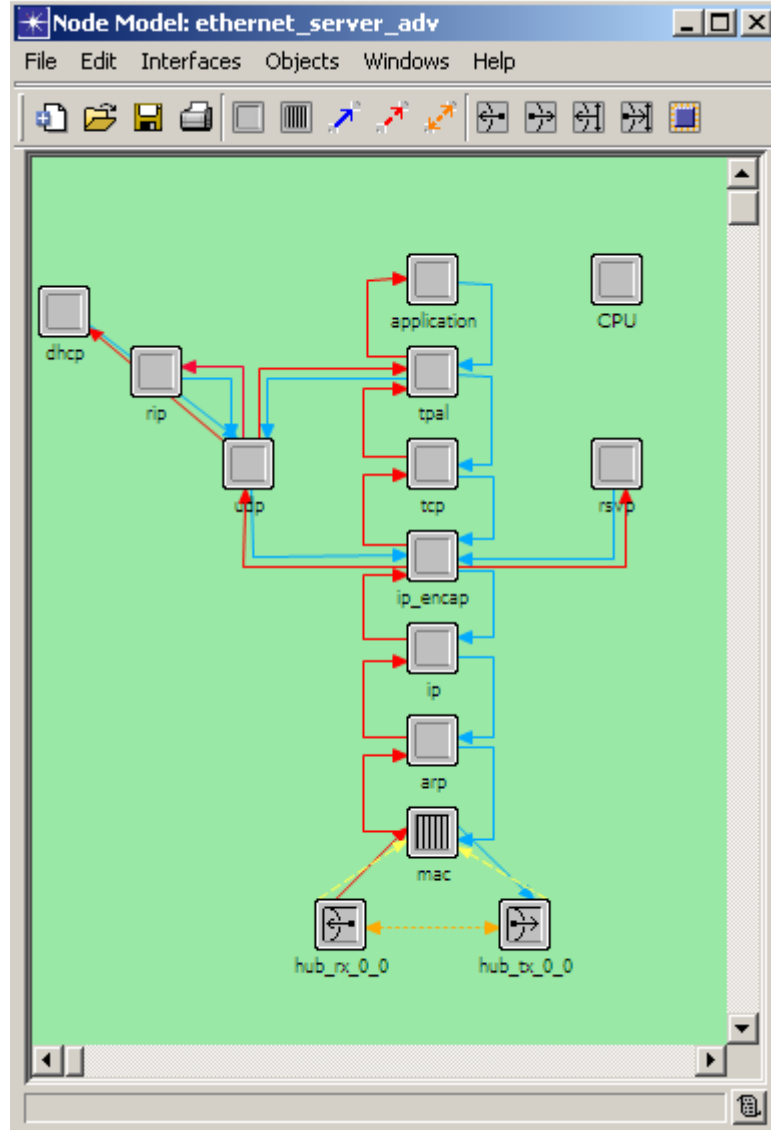 Node Model: ethernet_server_adv
File Edit Interfaces Objects Windows Help
application
CPU
dhcp
rip
tpal
udp
tcp
rsvp
ip_encap
ip
arp
mac
hub_rx_0_0
hub_tx_0_0